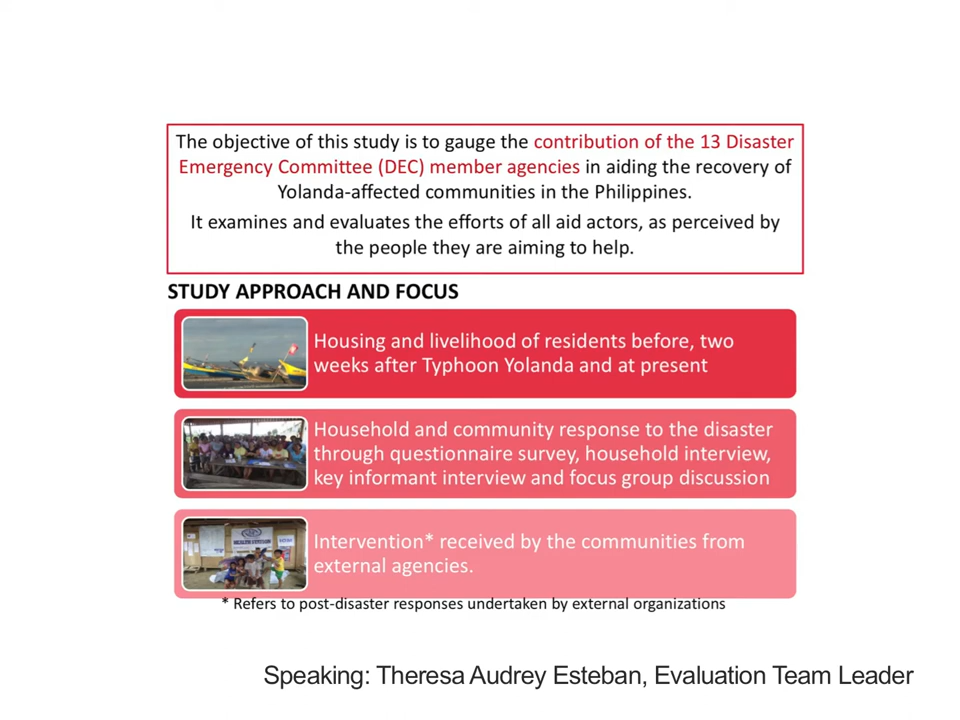 The objective of this study is to gauge the contribution of the 13 Disaster
Emergency Committee (DEC) member agencies in aiding the recovery of
Yolanda-affected communities in the Philippines.
It examines and evaluates the efforts of all aid actors, as perceived by
the people they are aiming to help.
STUDY APPROACH AND FOCUS
Housing and livelihood of residents before, two
weeks after Typhoon Yolanda and at present
Household and community response to the disaster
through questionnaire survey, household interview,
key informant interview and focus group discussion
HEALTH STATION
Intervention* received by the communities from
external agencies.
* Refers to post-disaster responses undertaken by external organizations
Speaking: Theresa Audrey Esteban, Evaluation Team Leader